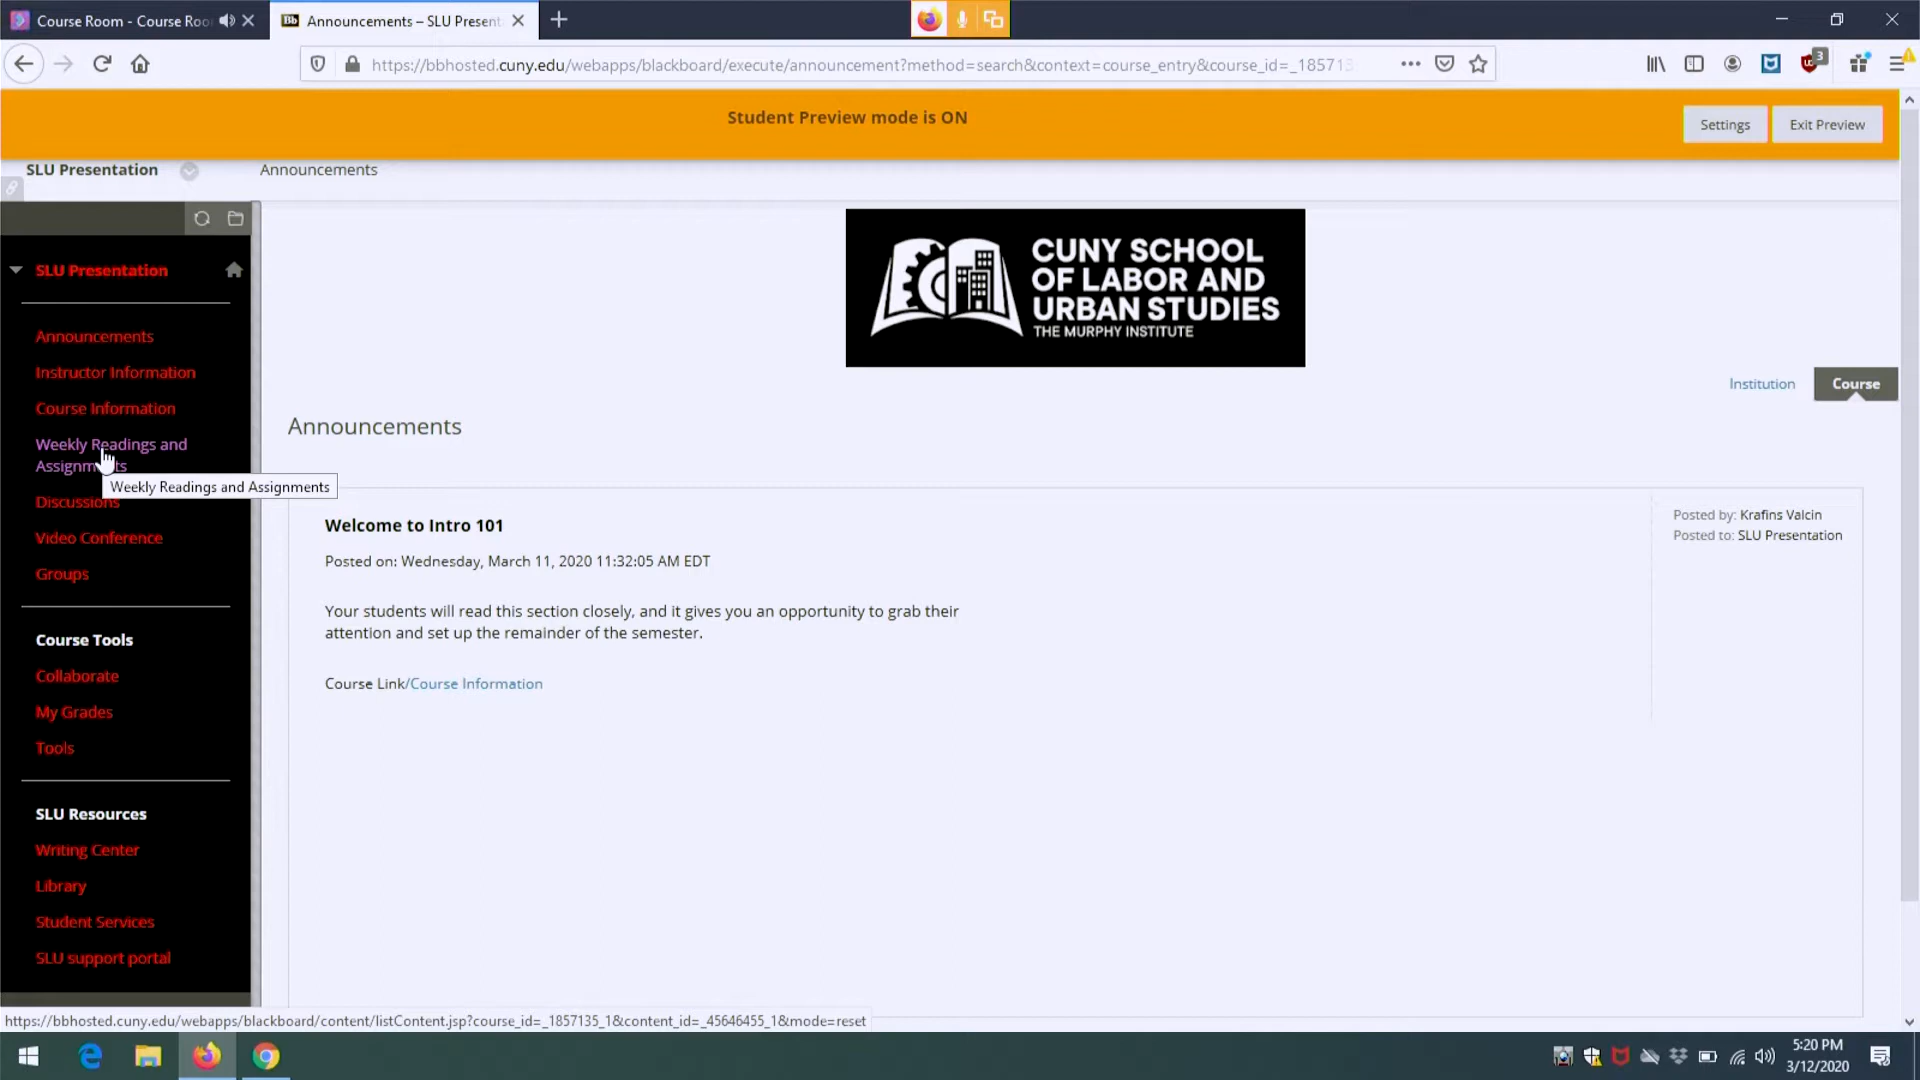 Course Room - Course Roo
Announcements – SLU Present
https://bbhosted.cuny.edu/webapps/blackboard/execute/announcement?method=search&context=course_entry&course_id=_185713
3
Student Preview mode is ON
Settings
Exit Preview
SLU Presentation
Announcements
SLU Presentation
Announcements
Instructor Information
Course Information
Weekly Readings and
Assignments
Weekly Readings and Assignments
Discussions
Video Conference
Groups
Course Tools
Collaborate
My Grades
Tools
SLU Resources
Writing Center
Library
Student Services
SLU support portal
CUNY SCHOOL
OF LABOR AND
URBAN STUDIES
THE MURPHY INSTITUTE
Institution
Course
Announcements
Welcome to Intro 101
Posted on: Wednesday, March 11, 2020 11:32:05 AM EDT
Your students will read this section closely, and it gives you an opportunity to grab their
attention and set up the remainder of the semester.
Course Link/Course Information
Posted by: Krafins Valcin
Posted to: SLU Presentation
https://bbhosted.cuny.edu/webapps/blackboard/content/listContent.jsp?course_id=_1857135_1&content_id=_45646455_1&mode=reset
5:20 PM
3/12/2020